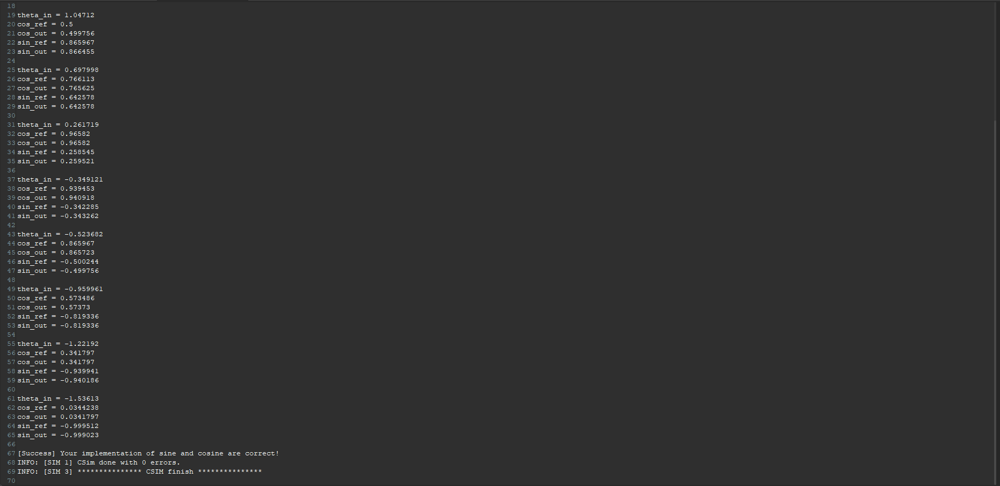 18
19 theta_in = 1.04712
20 cos_ref = 0.5
21 cos_out = 0.499756
22 sin_ref = 0.865967
23 sin_out = 0.866455
24
25 theta_in = 0.697998
26 cos_ref = 0.766113
27 cos_out = 0.765625
28 sin_ref = 0.642578
29 sin_out = 0.642578
30
31 theta_in = 0.261719
32 cos_ref = 0.96582
33 cos_out = 0.96582
34 sin_ref = 0.258545
35 sin_out = 0.259521
36
37 theta_in = -0.349121
38 cos_ref = 0.939453
39 cos_out = 0.940918
40 sin_ref = -0.342285
41 sin_out = -0.343262
42
43 theta_in = -0.523682
44 cos_ref = 0.865967
45 cos_out = 0.865723
46 sin_ref = -0.500244
47 sin_out = -0.499756
48
49 theta_in = -0.959961
50 cos_ref = 0.573486
51 cos_out = 0.57373
52 sin_ref = -0.819336
53 sin_out = -0.819336
54
55 theta_in = -1.22192
56 cos_ref = 0.341797
57 cos_out = 0.341797
58 sin_ref = -0.939941
59 sin_out = -0.940186
60
61 theta_in = -1.53613
62 cos_ref = 0.0344238
63 cos_out = 0.0341797
64 sin_ref = -0.999512
65 sin_out = -0.999023
66
67 [Success] Your implementation of sine and cosine are correct!
68 INFO: [SIM 1] CSim done with 0 errors.
69 INFO: [SIM 3] *************** CSIM finish ***************
70